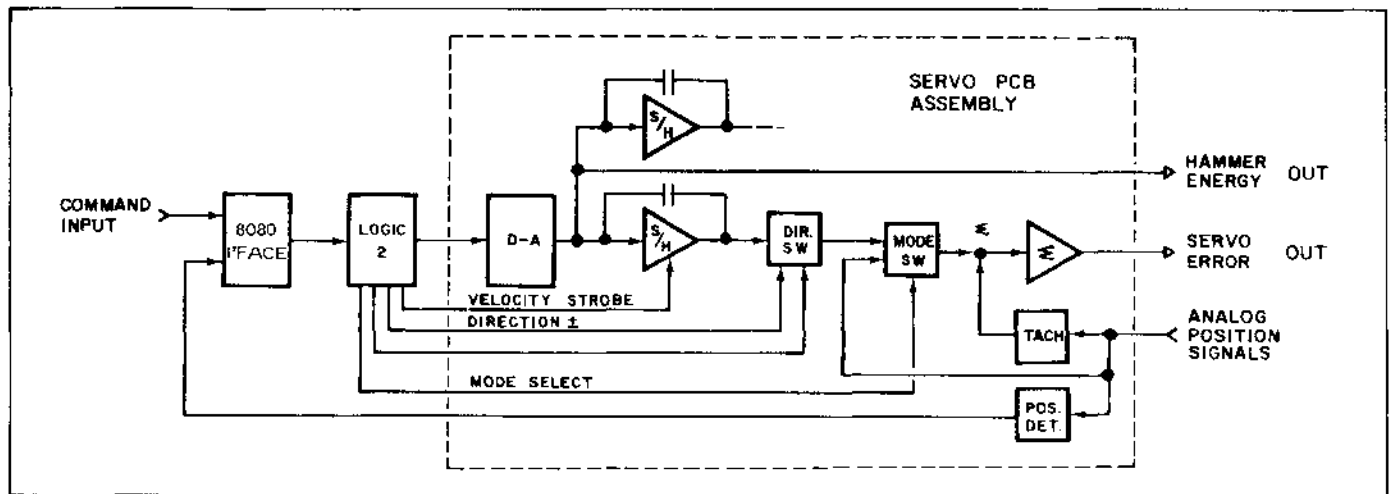 SERVO PCB
ASSEMBLY
S/H
HAMMER
ENERGY OUT
COMMAND
INPUT
8080
I'FACE
LOGIC
2
D-A
S/H
DIR.
SW
MODE
SW
Σ
Σ
SERVO
ERROR OUT
VELOCITY STROBE
DIRECTION ±
TACH
ANALOG
POSITION
SIGNALS
MODE SELECT
POS.
DET.